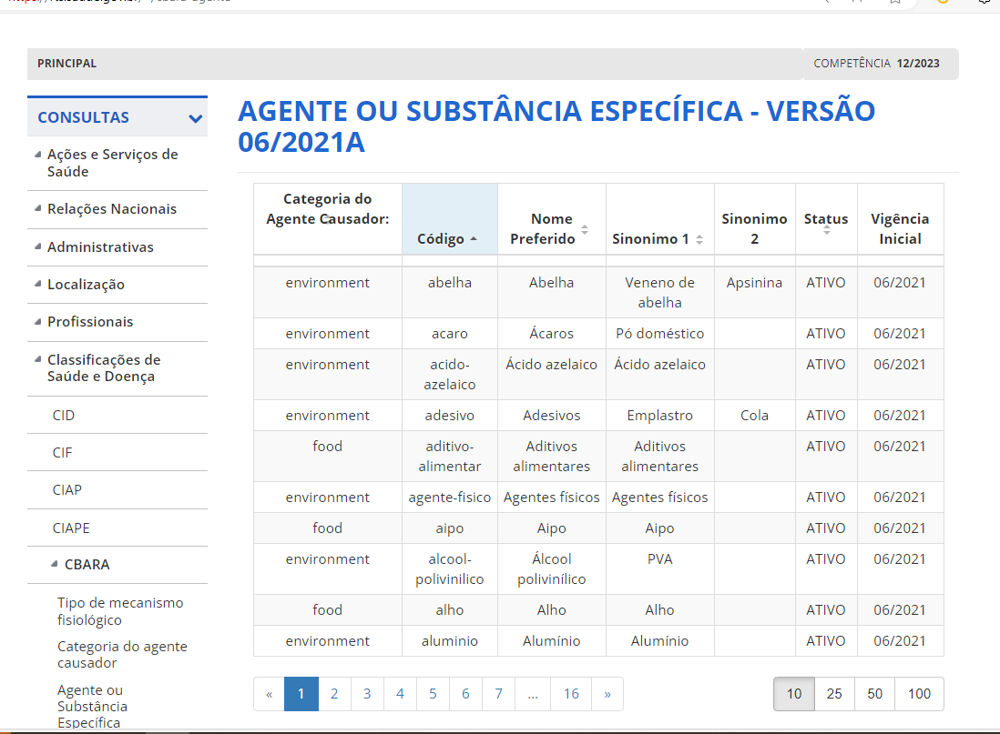 PRINCIPAL
COMPETÊNCIA 12/2023
CONSULTAS
Ações e Serviços de
Saúde
Relações Nacionais
Administrativas
Localização
Profissionais
Classificações de
Saúde e Doença
CID
CIF
CIAP
CIAPE
CBARA
Tipo de mecanismo
fisiológico
Categoria do agente
causador
Agente ou
Substância
Específica
AGENTE OU SUBSTÂNCIA ESPECÍFICA - VERSÃO
06/2021A
Categoria do
Agente Causador:
Código
Nome
Preferido
Sinonimo 1
Sinonimo
2
Status
Vigência
Inicial
environment abelha Abelha Veneno de Apsinina ATIVO 06/2021
abelha
environment acaro Ácaros Pó doméstico ATIVO 06/2021
environment acido- Ácido azelaico Ácido azelaico ATIVO 06/2021
azelaico
environment adesivo Adesivos Emplastro Cola ATIVO 06/2021
food aditivo- Aditivos Aditivos ATIVO 06/2021
alimentar alimentares alimentares
environment agente-fisico Agentes físicos Agentes físicos ATIVO 06/2021
food aipo Aipo Aipo ATIVO 06/2021
environment alcool- Álcool PVA ATIVO 06/2021
polivinilico polivinílico
food alho Alho Alho ATIVO 06/2021
environment aluminio Alumínio Alumínio ATIVO 06/2021
« 1 2 3 4 5 6 7 ... 16 »
10 25 50 100